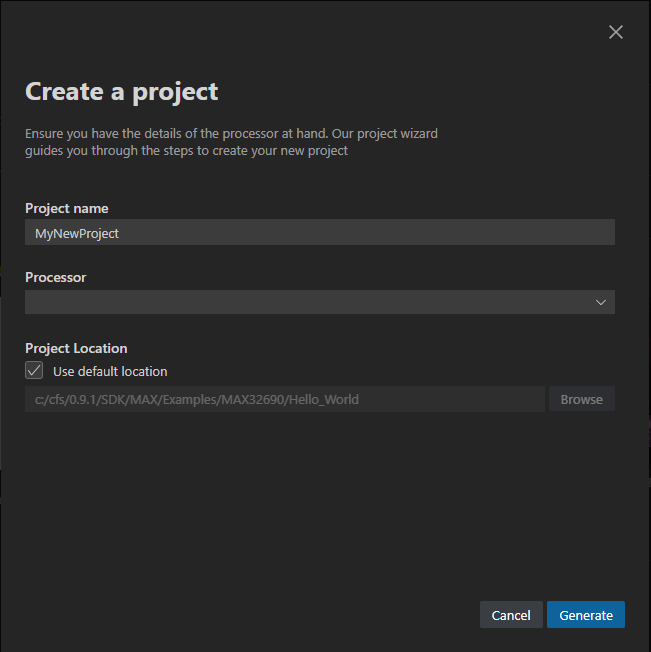 Create a project
Ensure you have the details of the processor at hand. Our project wizard
guides you through the steps to create your new project
Project name
MyNewProject
Processor
Project Location
Use default location
c:/cfs/0.9.1/SDK/MAX/Examples/MAX32690/Hello_World
Browse
Cancel
Generate